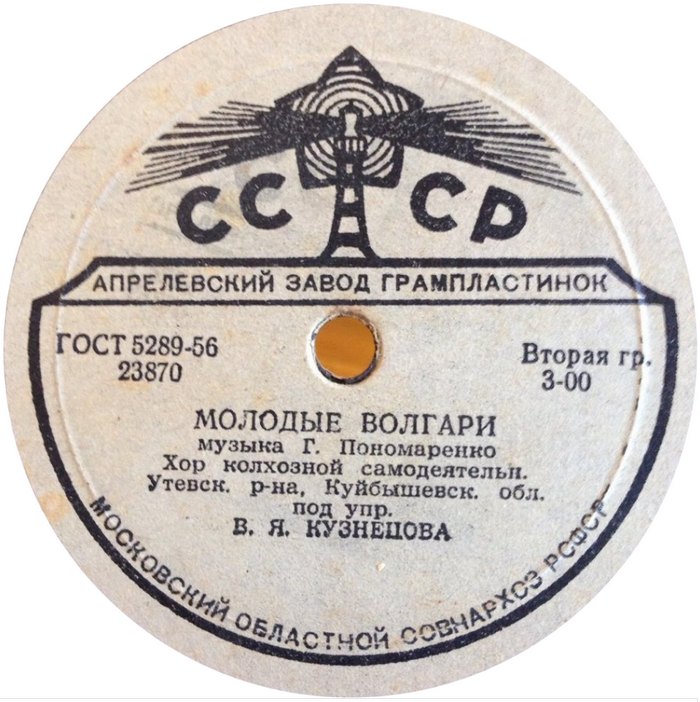 СССР
АПРЕЛЕВСКИЙ ЗАВОД ГРАМПЛАСТИНОК
ГОСТ 5289-56
23870
Вторая гр.
3-00
МОЛОДЫЕ ВОЛГАРИ
музыка Г. Пономаренко
Хор колхозной самодеятельн.
Утевск. р-на, Куйбышевск. обл.
под упр.
В. Я. КУЗНЕЦОВА
МОСКОВСКИЙ ОБЛАСТНОЙ СОВНАРХОЗ РСФСР